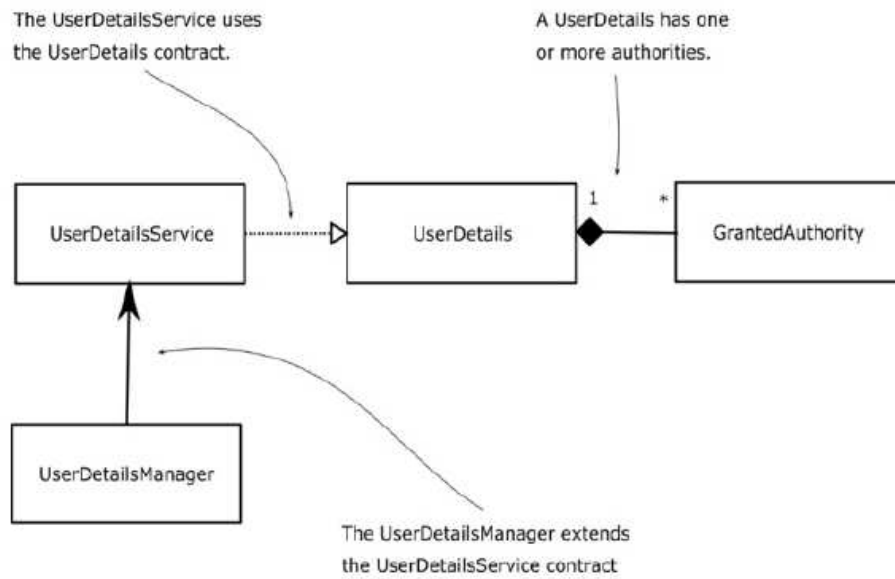 The UserDetailsService uses
the UserDetails contract.
A UserDetails has one
or more authorities.
UserDetailsService
UserDetails
1
*
GrantedAuthority
UserDetailsManager
The UserDetailsManager extends
the UserDetailsService contract